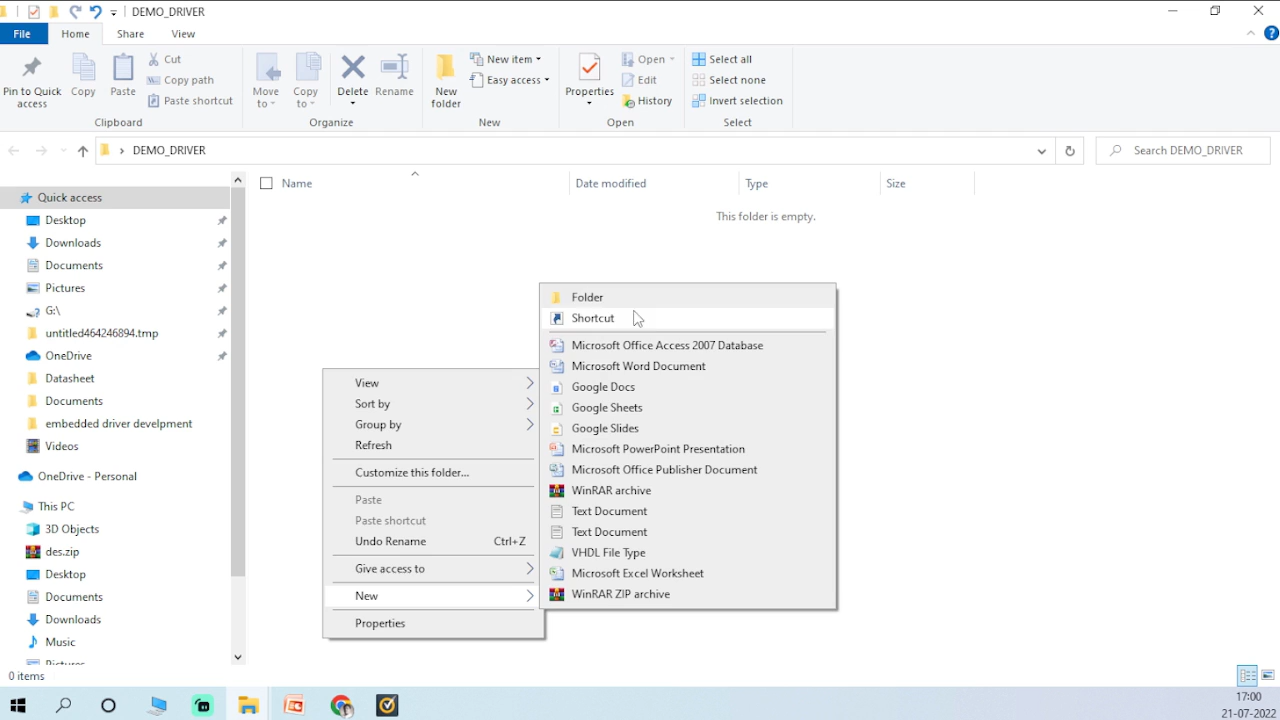 DEMO_DRIVER
File Home Share View
Pin to Quick access
Copy
Paste
Cut
Copy path
Paste shortcut
Clipboard
Move to
Copy to
Delete
Rename
Organize
New folder
New item
Easy access
New
Properties
Open
Edit
History
Open
Select all
Select none
Invert selection
Select
DEMO_DRIVER
Search DEMO_DRIVER
Name Date modified Type Size
This folder is empty.
Quick access
Desktop
Downloads
Documents
Pictures
G:\
untitled464246894.tmp
OneDrive
Datasheet
Documents
embedded driver develpment
Videos
OneDrive - Personal
This PC
3D Objects
des.zip
Desktop
Documents
Downloads
Music
Pictures
View
Sort by
Group by
Refresh
Customize this folder...
Paste
Paste shortcut
Undo Rename Ctrl+Z
Give access to
New
Properties
Folder
Shortcut
Microsoft Office Access 2007 Database
Microsoft Word Document
Google Docs
Google Sheets
Google Slides
Microsoft PowerPoint Presentation
Microsoft Office Publisher Document
WinRAR archive
Text Document
Text Document
VHDL File Type
Microsoft Excel Worksheet
WinRAR ZIP archive
0 items
17:00
21-07-2022